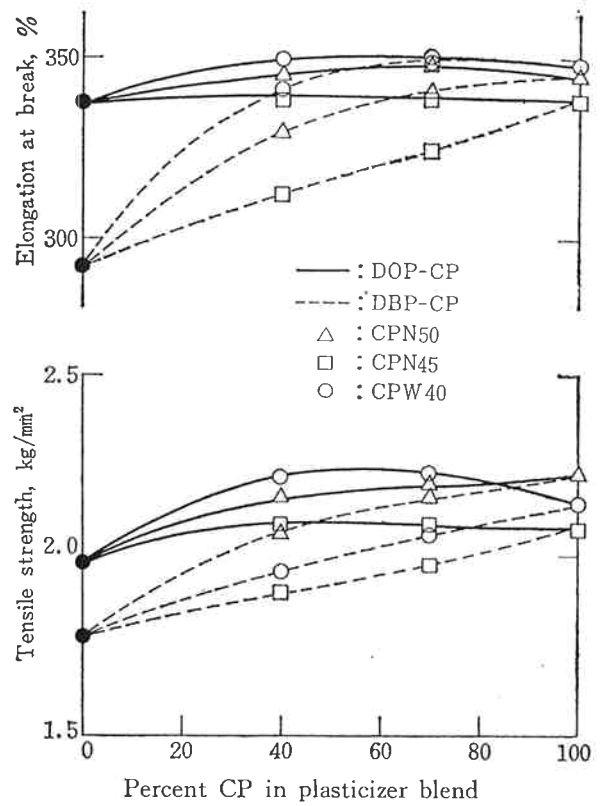 Elongation at break, %
350
300
: DOP-CP
: DBP-CP
: CPN50
: CPN45
: CPW40
Tensile strength, kg/mm²
2.5
2.0
1.5
0 20 40 60 80 100
Percent CP in plasticizer blend